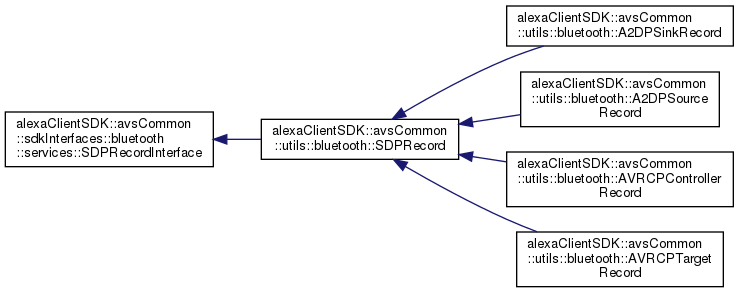 alexaClientSDK::avsCommon
::sdkInterfaces::bluetooth
::services::SDPRecordInterface
alexaClientSDK::avsCommon
::utils::bluetooth::SDPRecord
alexaClientSDK::avsCommon
::utils::bluetooth::A2DPSinkRecord
alexaClientSDK::avsCommon
::utils::bluetooth::A2DPSource
Record
alexaClientSDK::avsCommon
::utils::bluetooth::AVRCPController
Record
alexaClientSDK::avsCommon
::utils::bluetooth::AVRCPTarget
Record